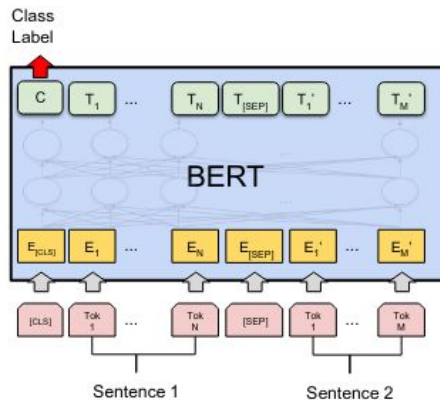 Class
Label
C T1 ... TN T[SEP] T1' ... TM'
BERT
E[CLS] E1 ... EN E[SEP] E1' ... EM'
[CLS] Tok 1 ... Tok N [SEP] Tok 1 ... Tok M
Sentence 1 Sentence 2